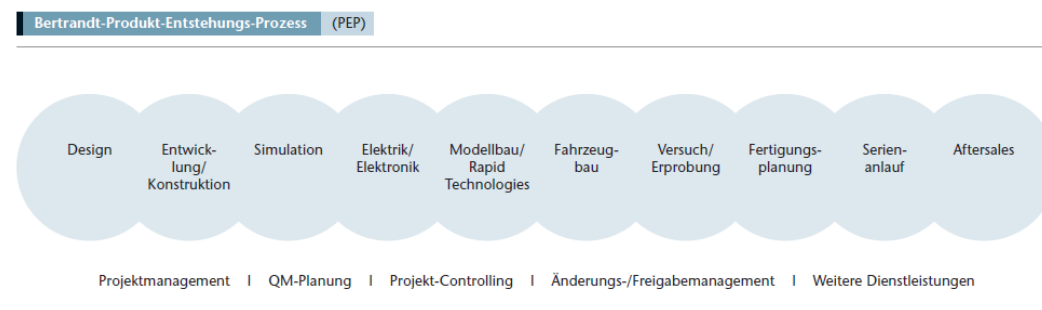 Bertrandt-Produkt-Entstehungs-Prozess (PEP)
Design
Entwick-
lung/
Konstruktion
Simulation
Elektrik/
Elektronik
Modellbau/
Rapid
Technologies
Fahrzeug-
bau
Versuch/
Erprobung
Fertigungs-
planung
Serien-
anlauf
Aftersales
Projektmanagement I QM-Planung I Projekt-Controlling I Änderungs-/Freigabemanagement I Weitere Dienstleistungen